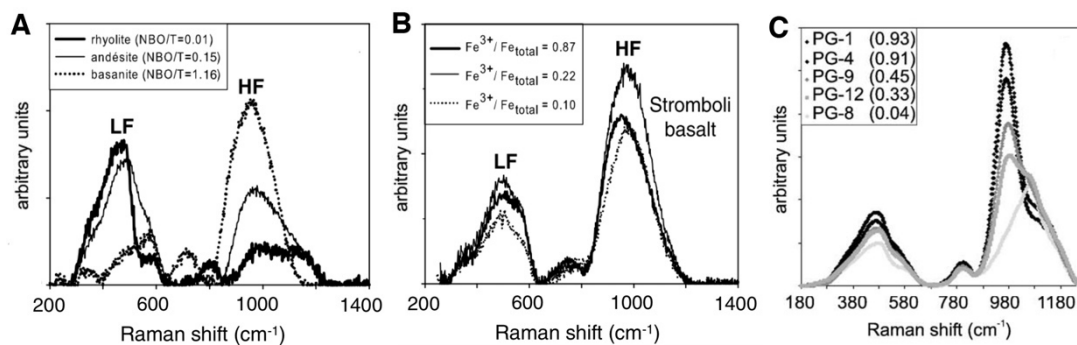 A
rhyolite (NBO/T=0.01)
andésite (NBO/T=0.15)
basanite (NBO/T=1.16)
LF
HF
arbitrary units
200 600 1000 1400
Raman shift (cm-1)
B
Fe3+/ Fetotal = 0.87
Fe3+/ Fetotal = 0.22
Fe3+/ Fetotal = 0.10
HF
Stromboli
basalt
LF
arbitrary units
200 600 1000 1400
Raman shift (cm-1)
C
PG-1 (0.93)
PG-4 (0.91)
PG-9 (0.45)
PG-12 (0.33)
PG-8 (0.04)
arbitrary units
180 380 580 780 980 1180
Raman shift (cm-1)